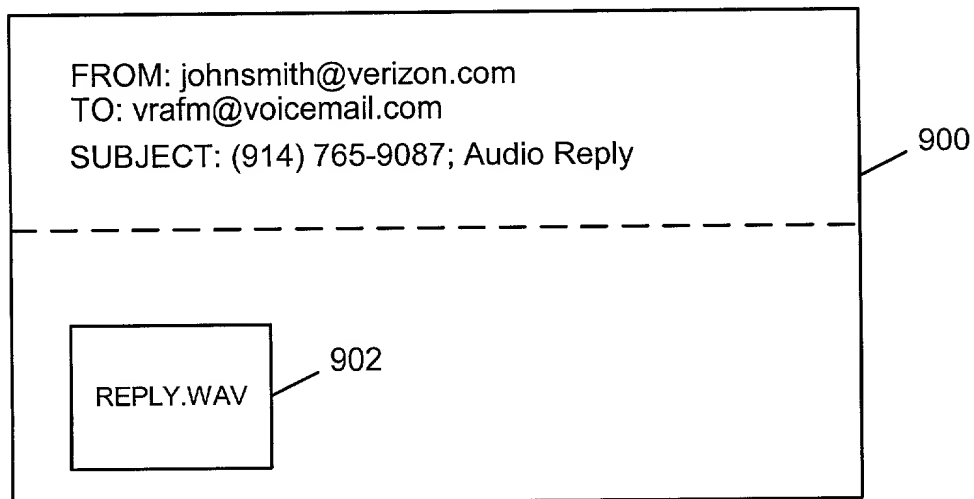 FROM: johnsmith@verizon.com
TO: vrafm@voicemail.com
SUBJECT: (914) 765-9087; Audio Reply
900
902
REPLY.WAV